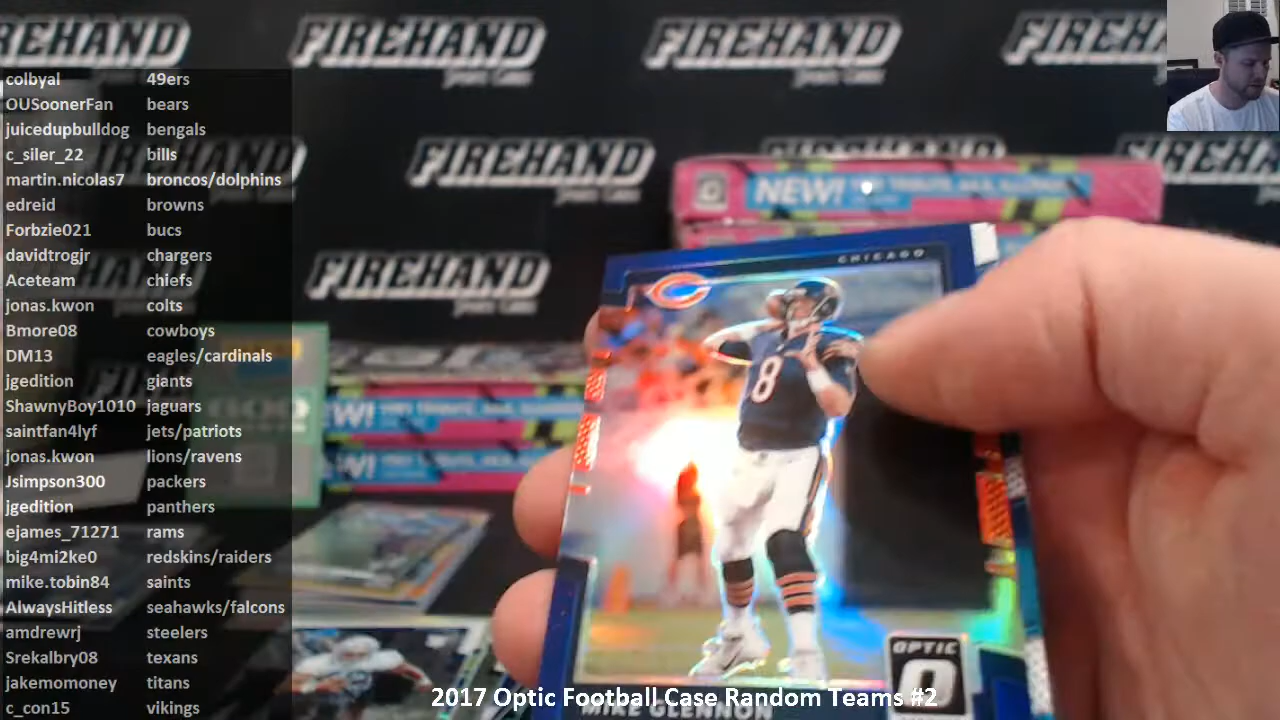 FIREHAND
FIREHAND
FIREHAND
FIREHAND
FIREHAND
FIREHAND
colbyal 49ers
OUSoonerFan bears
juicedupbulldog bengals
c_siler_22 bills
martin.nicolas7 broncos/dolphins
edreid browns
Forbzie021 bucs
davidtrogjr chargers
Aceteam chiefs
jonas.kwon colts
Bmore08 cowboys
DM13 eagles/cardinals
jgedition giants
ShawnyBoy1010 jaguars
saintfan4lyf jets/patriots
jonas.kwon lions/ravens
Jsimpson300 packers
jgedition panthers
ejames_71271 rams
big4mi2ke0 redskins/raiders
mike.tobin84 saints
AlwaysHitless seahawks/falcons
amdrewrj steelers
Srekalbry08 texans
jakemomoney titans
c_con15 vikings
NEW!
CHICAGO
8
OPTIC
MIKE GLENNON
2017 Optic Football Case Random Teams #2